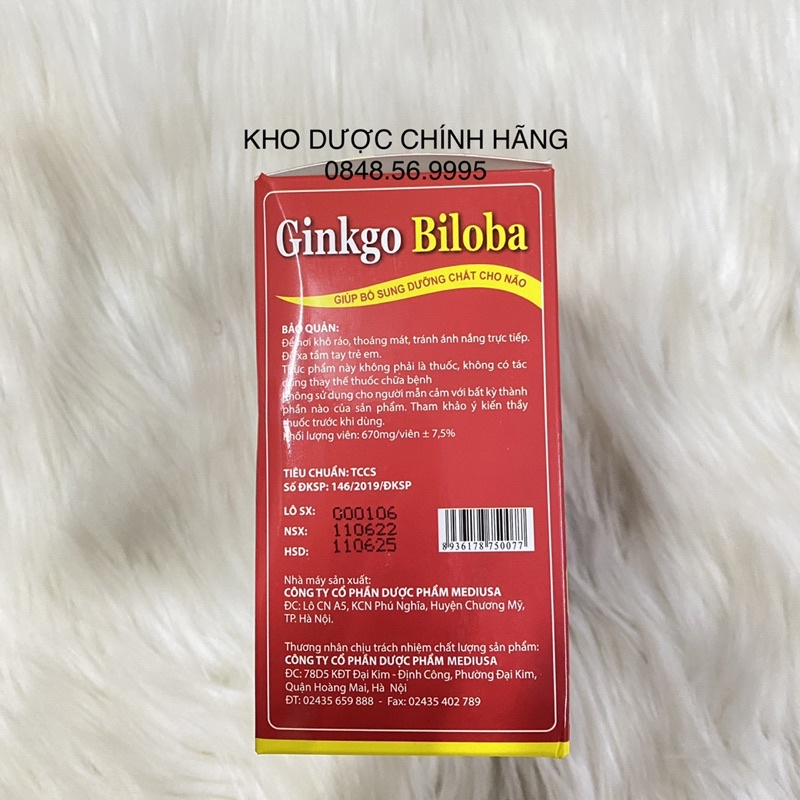 KHO DƯỢC CHÍNH HÃNG
0848.56.9995
Ginkgo Biloba
GIÚP BỔ SUNG DƯỠNG CHẤT CHO NÃO
BẢO QUẢN:
Để nơi khô ráo, thoáng mát, tránh ánh nắng trực tiếp.
Để xa tầm tay trẻ em.
Thực phẩm này không phải là thuốc, không có tác
dụng thay thế thuốc chữa bệnh
Không sử dụng cho người mẫn cảm với bất kỳ thành
phần nào của sản phẩm. Tham khảo ý kiến thầy
thuốc trước khi dùng.
Khối lượng viên: 670mg/viên ± 7,5%
TIÊU CHUẨN: TCCS
Số ĐKSP: 146/2019/ĐKSP
LÔ SX: G00106
NSX: 110622
HSD: 110625
8 936178 750077
Nhà máy sản xuất:
CÔNG TY CỔ PHẦN DƯỢC PHẨM MEDIUSA
ĐC: Lô CN A5, KCN Phú Nghĩa, Huyện Chương Mỹ,
TP. Hà Nội.
Thương nhân chịu trách nhiệm chất lượng sản phẩm:
CÔNG TY CỔ PHẦN DƯỢC PHẨM MEDIUSA
ĐC: 78D5 KĐT Đại Kim - Định Công, Phường Đại Kim,
Quận Hoàng Mai, Hà Nội
ĐT: 02435 659 888 - Fax: 02435 402 789